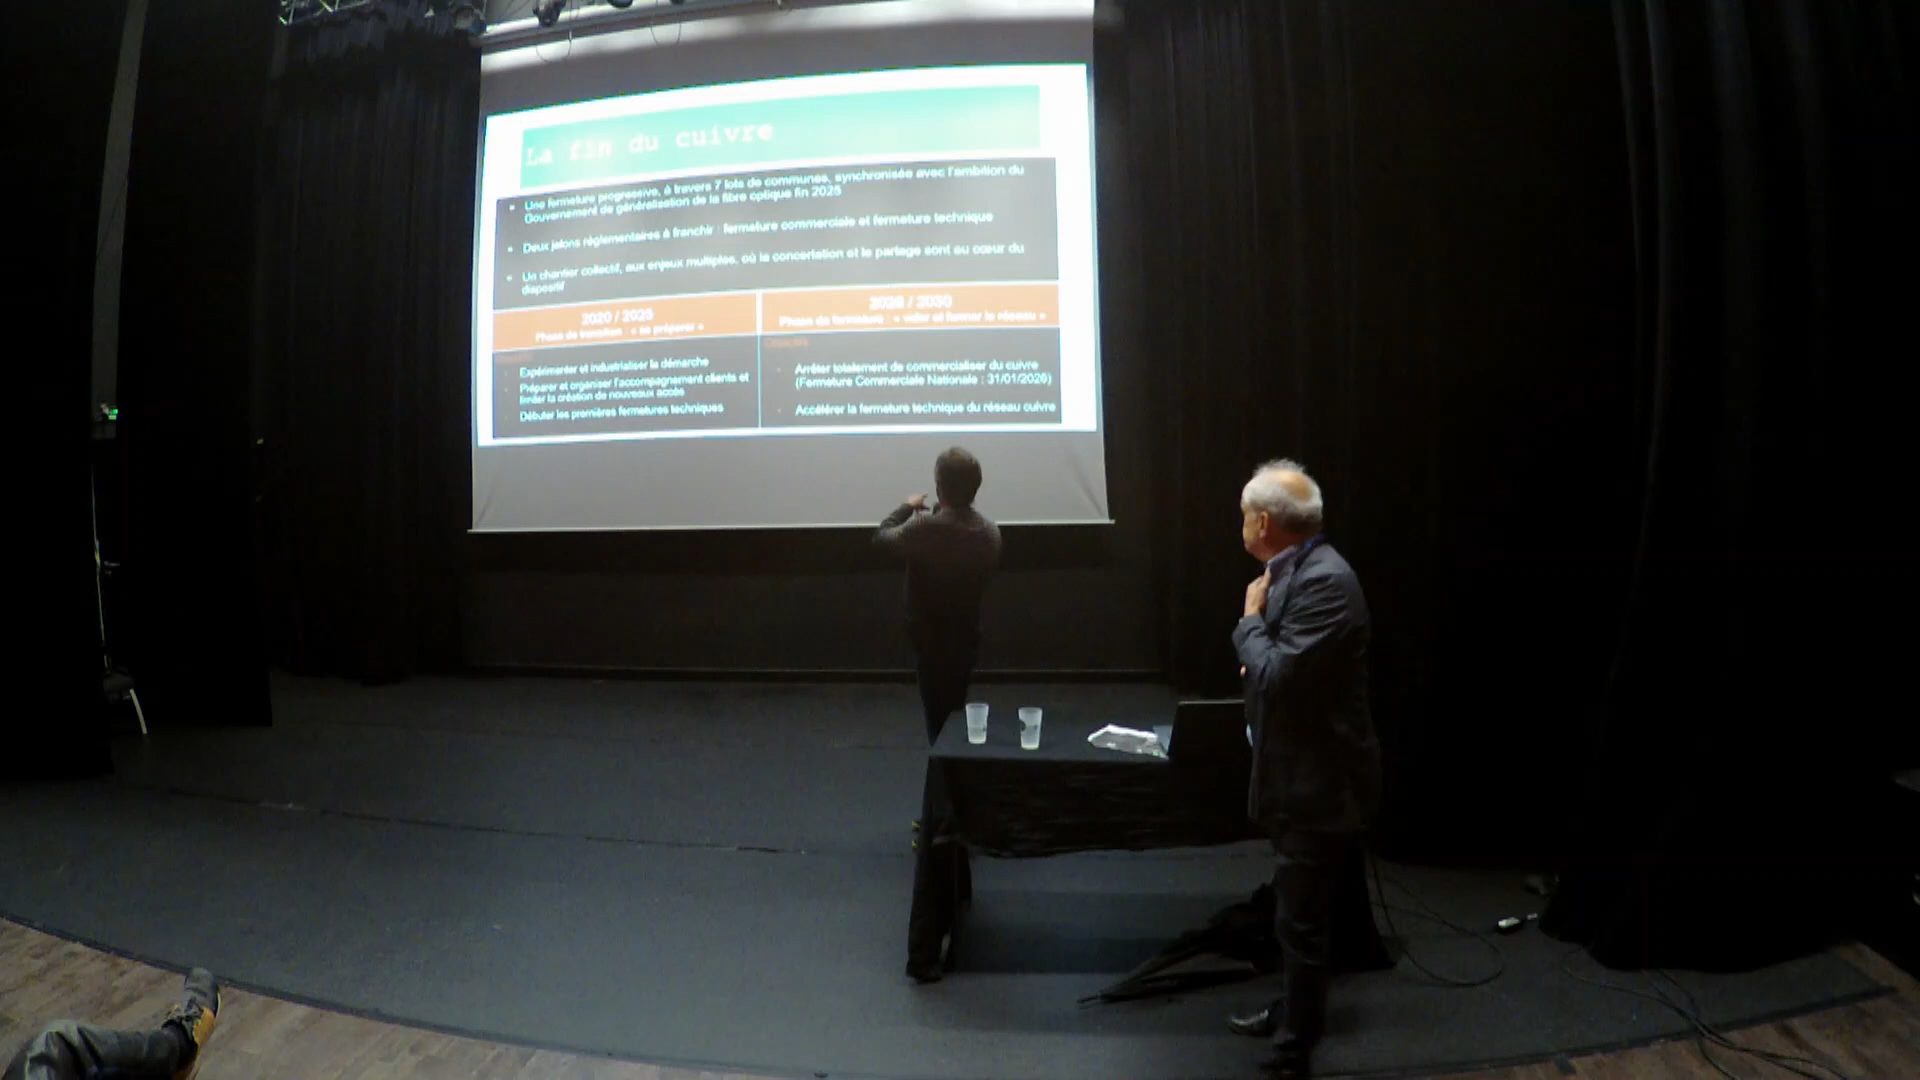 La fin du cuivre
Une fermeture progressive, à travers 7 lots de communes, synchronisée avec l'ambition du
Gouvernement de généralisation de la fibre optique fin 2025
Deux jalons réglementaires à franchir : fermeture commerciale et fermeture technique
Un chantier collectif, aux enjeux multiples, où la concertation et le partage sont au cœur du
dispositif
2020 / 2025
Phase de transition : « se préparer »
Expérimenter et industrialiser la démarche
Préparer et organiser l'accompagnement clients et
limiter la création de nouveaux accès
Débuter les premières fermetures techniques
/ 2030
Phase de fermeture : « vider et fermer le réseau »
Objectifs
Arrêter totalement de commercialiser du cuivre
(Fermeture Commerciale Nationale : 31/01/2026)
Accélérer la fermeture technique du réseau cuivre